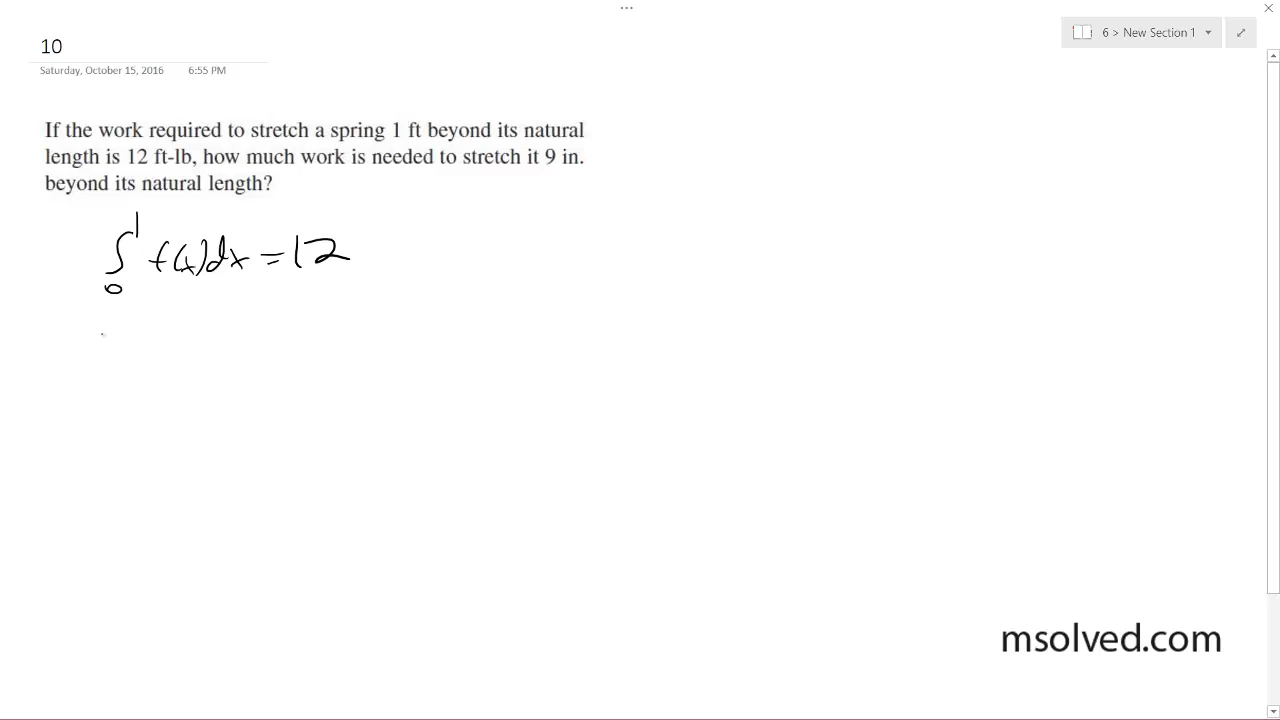 6 > New Section 1
10
Saturday, October 15, 2016 6:55 PM
If the work required to stretch a spring 1 ft beyond its natural
length is 12 ft-lb, how much work is needed to stretch it 9 in.
beyond its natural length?
∫₀¹ f(x)dx = 12
msolved.com